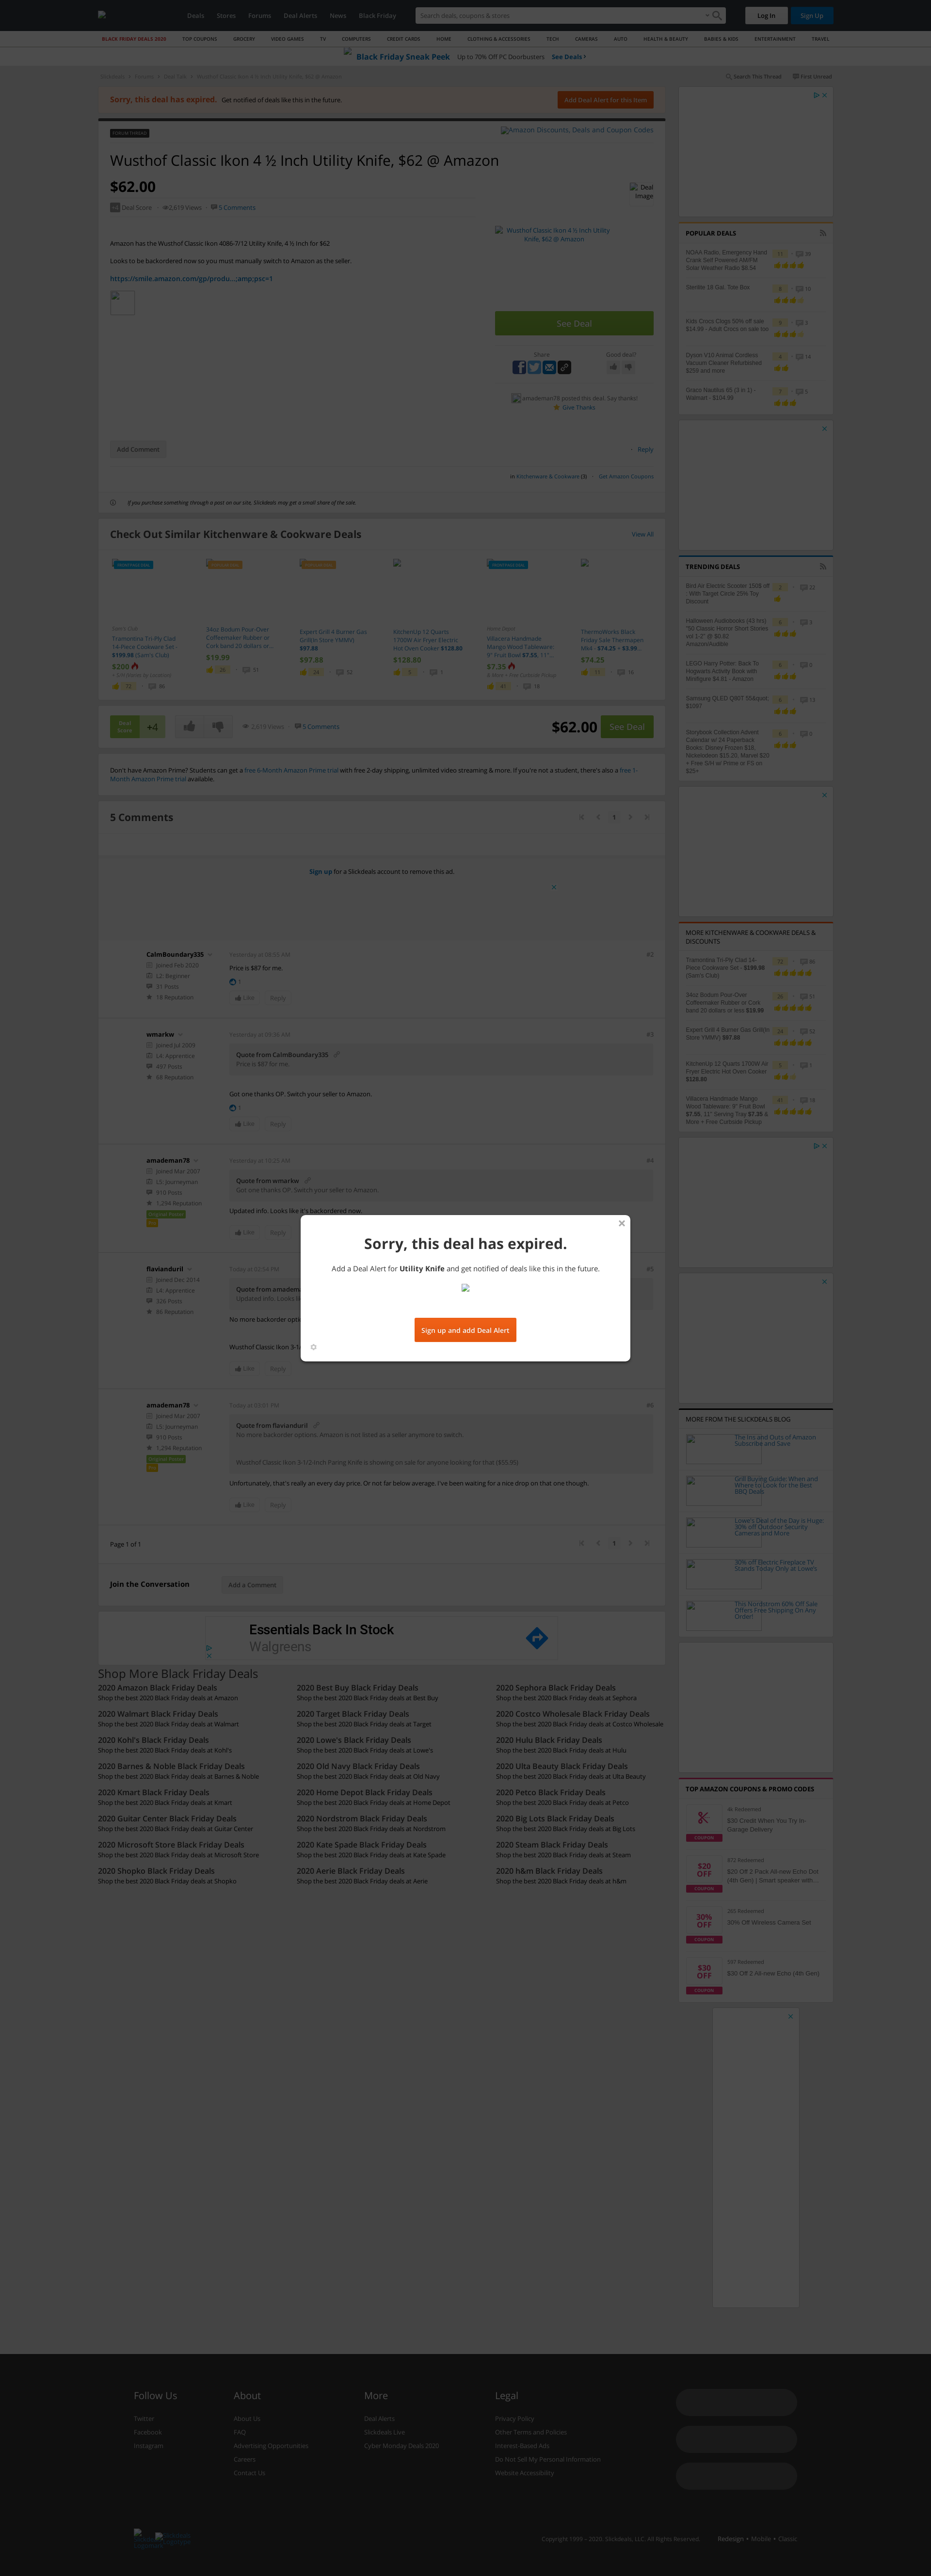 Deals Stores Forums Deal Alerts News Black Friday
Search deals, coupons & stores
Log In Sign Up
BLACK FRIDAY DEALS 2020 TOP COUPONS GROCERY VIDEO GAMES TV COMPUTERS CREDIT CARDS HOME CLOTHING & ACCESSORIES TECH CAMERAS AUTO HEALTH & BEAUTY BABIES & KIDS ENTERTAINMENT TRAVEL
Black Friday Sneak Peek Up to 70% Off PC Doorbusters See Deals
Search This Thread First Unread
Sorry, this deal has expired. Get notified of deals like this in the future.
Add Deal Alert for this Item
FORUM THREAD
Amazon Discounts, Deals and Coupon Codes
Wusthof Classic Ikon 4 ½ Inch Utility Knife, $62 @ Amazon
$62.00
Deal Image
+4 Deal Score 2,619 Views 5 Comments
Amazon has the Wusthof Classic Ikon 4086-7/12 Utility Knife, 4 ½ Inch for $62
Looks to be backordered now so you must manually switch to Amazon as the seller.
https://smile.amazon.com/gp/produ...;amp;psc=1
Wusthof Classic Ikon 4 ½ Inch Utility Knife, $62 @ Amazon
See Deal
Share Good deal?
amademan78 posted this deal. Say thanks!
Give Thanks
Add Comment
Reply
in Kitchenware & Cookware (3) Get Amazon Coupons
If you purchase something through a post on our site, Slickdeals may get a small share of the sale.
Check Out Similar Kitchenware & Cookware Deals
View All
Sam's Club
Tramontina Tri-Ply Clad
14-Piece Cookware Set -
$199.98 (Sam's Club)
$200
34oz Bodum Pour-Over
Coffeemaker Rubber or
Cork band 20 dollars or...
$19.99
Expert Grill 4 Burner Gas
Grill(In Store YMMV)
$97.88
$97.88
KitchenUp 12 Quarts
1700W Air Fryer Electric
Hot Oven Cooker $128.80
$128.80
Villacera Handmade
Mango Wood Tableware:
9" Fruit Bowl $7.55, 11"...
$7.35
ThermoWorks Black
Friday Sale Thermapen
Mk4 - $74.25 + $3.99...
$74.25
Deal Score +4
2,619 Views 5 Comments
$62.00 See Deal
Don't have Amazon Prime? Students can get a free 6-Month Amazon Prime trial with free 2-day shipping, unlimited video streaming & more. If you're not a student, there's also a free 1-
Month Amazon Prime trial available.
5 Comments
1
Sign up for a Slickdeals account to remove this ad.
CalmBoundary335
Joined Feb 2020
L2: Beginner
31 Posts
18 Reputation
#2
Price is $87 for me.
1
Like Reply
wmarkw
Joined Jul 2009
L4: Apprentice
497 Posts
68 Reputation
#3
Quote from CalmBoundary335
Price is $87 for me.
Got one thanks OP. Switch your seller to Amazon.
1
Like Reply
amademan78
Joined Mar 2007
L5: Journeyman
910 Posts
1,294 Reputation
Original Poster
Pro
#4
Quote from wmarkw
Got one thanks OP. Switch your seller to Amazon.
Updated info. Looks like it's backordered now.
Like Reply
flavianduril
Joined Dec 2014
L4: Apprentice
326 Posts
86 Reputation
#5
Sorry, this deal has expired.
Add a Deal Alert for Utility Knife and get notified of deals like this in the future.
Sign up and add Deal Alert
Like Reply
amademan78
Joined Mar 2007
L5: Journeyman
910 Posts
1,294 Reputation
Original Poster
Pro
#6
Quote from flavianduril
No more backorder options. Amazon is not listed as a seller anymore to switch.
Wusthof Classic Ikon 3-1/2-Inch Paring Knife is showing on sale for anyone looking for that ($55.95)
Unfortunately, that's really an every day price. Or not far below average. I've been waiting for a nice drop on that one though.
Like Reply
Page 1 of 1
1
Join the Conversation Add a Comment
Essentials Back In Stock
Walgreens
Shop More Black Friday Deals
2020 Amazon Black Friday Deals
Shop the best 2020 Black Friday deals at Amazon
2020 Best Buy Black Friday Deals
Shop the best 2020 Black Friday deals at Best Buy
2020 Sephora Black Friday Deals
Shop the best 2020 Black Friday deals at Sephora
2020 Walmart Black Friday Deals
Shop the best 2020 Black Friday deals at Walmart
2020 Target Black Friday Deals
Shop the best 2020 Black Friday deals at Target
2020 Costco Wholesale Black Friday Deals
Shop the best 2020 Black Friday deals at Costco Wholesale
2020 Kohl's Black Friday Deals
Shop the best 2020 Black Friday deals at Kohl's
2020 Lowe's Black Friday Deals
Shop the best 2020 Black Friday deals at Lowe's
2020 Hulu Black Friday Deals
Shop the best 2020 Black Friday deals at Hulu
2020 Barnes & Noble Black Friday Deals
Shop the best 2020 Black Friday deals at Barnes & Noble
2020 Old Navy Black Friday Deals
Shop the best 2020 Black Friday deals at Old Navy
2020 Ulta Beauty Black Friday Deals
Shop the best 2020 Black Friday deals at Ulta Beauty
2020 Kmart Black Friday Deals
Shop the best 2020 Black Friday deals at Kmart
2020 Home Depot Black Friday Deals
Shop the best 2020 Black Friday deals at Home Depot
2020 Petco Black Friday Deals
Shop the best 2020 Black Friday deals at Petco
2020 Guitar Center Black Friday Deals
Shop the best 2020 Black Friday deals at Guitar Center
2020 Nordstrom Black Friday Deals
Shop the best 2020 Black Friday deals at Nordstrom
2020 Big Lots Black Friday Deals
Shop the best 2020 Black Friday deals at Big Lots
2020 Microsoft Store Black Friday Deals
Shop the best 2020 Black Friday deals at Microsoft Store
2020 Kate Spade Black Friday Deals
Shop the best 2020 Black Friday deals at Kate Spade
2020 Steam Black Friday Deals
Shop the best 2020 Black Friday deals at Steam
2020 Shopko Black Friday Deals
Shop the best 2020 Black Friday deals at Shopko
2020 Aerie Black Friday Deals
Shop the best 2020 Black Friday deals at Aerie
2020 h&m Black Friday Deals
Shop the best 2020 Black Friday deals at h&m
POPULAR DEALS
NOAA Radio, Emergency Hand
Crank Self Powered AM/FM
Solar Weather Radio
Sterilite 18 Gal. Tote Box
Kids Crocs Clogs 50% off sale
$14.99 - Adult Crocs on sale too
Dyson V10 Animal Cordless
Vacuum Cleaner Refurbished
$259 and more
Graco Nautilus 65 (3 in 1) -
Walmart - $104.99
TRENDING DEALS
Bird Air Electric Scooter 150$ off
. With Target Circle 25% Toy
Discount
Halloween Audiobooks (43 hrs)
"50 Classic Horror Short Stories
vol 1-2" @ $0.82
Amazon/Audible
LEGO Harry Potter: Back To
Hogwarts Activity Book with
Minifigure $4.81 - Amazon
Samsung QLED Q80T 55&quot;
$1097
Storybook Collection Advent
Calendar w/ 24 Paperback
Books: Disney Frozen $10,
Nickelodeon $15.20, Marvel $20
+ Free S/H w/ Prime or FS on
$25+
MORE KITCHENWARE & COOKWARE DEALS &
DISCOUNTS
Tramontina Tri-Ply Clad 14-
Piece Cookware Set - $199.98
(Sam's Club)
34oz Bodum Pour-Over
Coffeemaker Rubber or Cork
band 20 dollars or less $19.99
Expert Grill 4 Burner Gas Grill(In
Store YMMV) $97.88
KitchenUp 12 Quarts 1700W Air
Fryer Electric Hot Oven Cooker
$128.80
Villacera Handmade Mango
Wood Tableware: 9" Fruit Bowl
$7.55, 11" Serving Tray $7.35 &
More + Free Curbside Pickup
MORE FROM THE SLICKDEALS BLOG
The Ins and Outs of Amazon
Subscribe and Save
Grill Buying Guide: When and
Where to Look for the Best
BBQ Deals
Lowe's Deal of the Day is Huge:
30% off Outdoor Security
Cameras and More
30% off Electric Fireplace TV
Stands Today Only at Lowe's
This Nordstrom 60% Off Sale
Offers Free Shipping On Any
Order!
TOP AMAZON COUPONS & PROMO CODES
4k Redeemed
$30 Credit When You Try In-
Garage Delivery
COUPON
$20 OFF
$20 Off 2 Pack All-new Echo Dot
(4th Gen) | Smart speaker with...
COUPON
30% OFF
30% Off Wireless Camera Set
COUPON
$30 OFF
$30 Off 2 All-new Echo (4th Gen)
COUPON
Follow Us
Twitter
Facebook
Instagram
About
About Us
FAQ
Advertising Opportunities
Careers
Contact Us
More
Deal Alerts
Slickdeals Live
Cyber Monday Deals 2020
Legal
Privacy Policy
Other Terms and Policies
Interest-Based Ads
Do Not Sell My Personal Information
Website Accessibility
Copyright 1999 - 2020. Slickdeals, LLC. All Rights Reserved. Redesign • Mobile • Classic